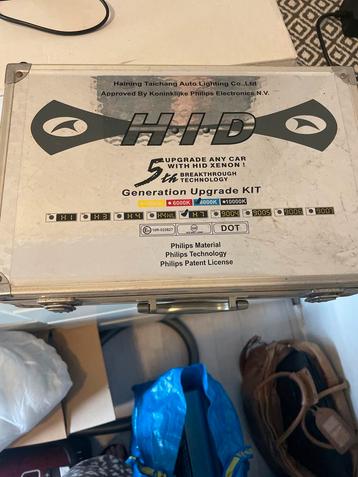 Haining Taichang Auto Lighting Co.,Ltd
Approved By Koninklijke Philips Electronics N.V.
H·I·D
5th UPGRADE ANY CAR
WITH HID XENON !
BREAKTHROUGH
TECHNOLOGY
Generation Upgrade KIT
6000K 8000K 10000K
H1 H3 H4 H4H/L H7 9004 9005 9006 9007
DOT
Philips Material
Philips Technology
Philips Patent License